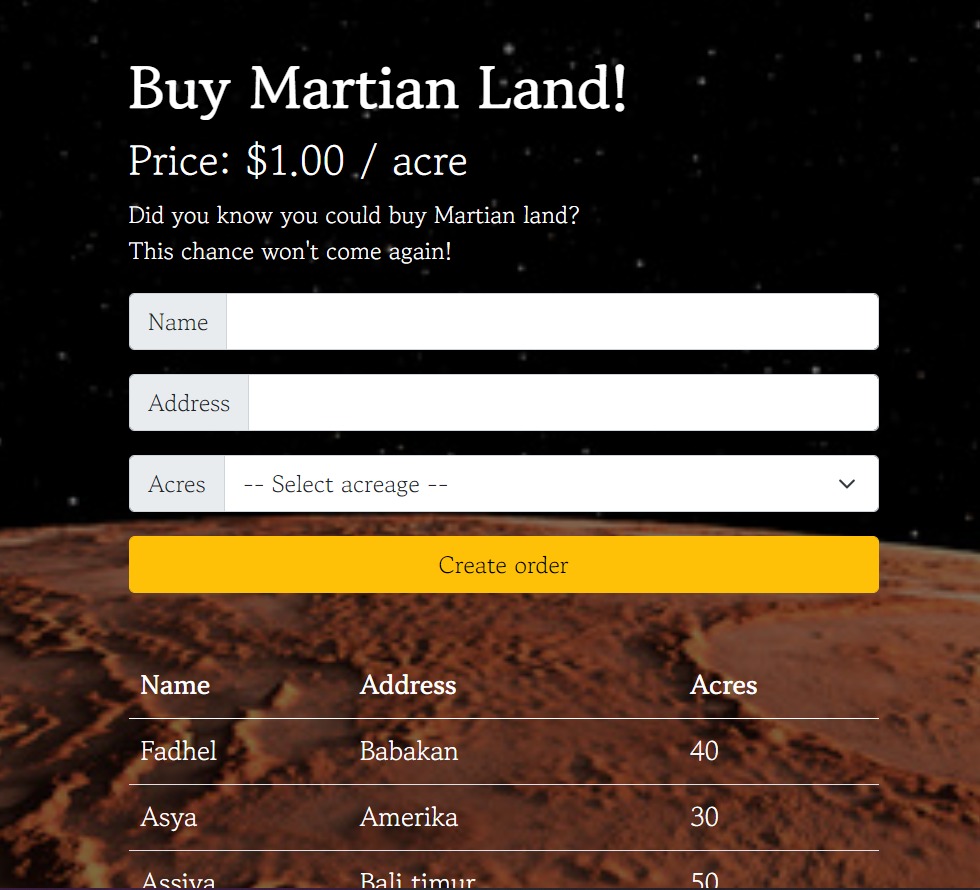 Buy Martian Land!
Price: $1.00 / acre
Did you know you could buy Martian land?
This chance won't come again!
Name
Address
Acres -- Select acreage --
Create order
Name Address Acres
Fadhel Babakan 40
Asya Amerika 30
Assiya Bali timur 50